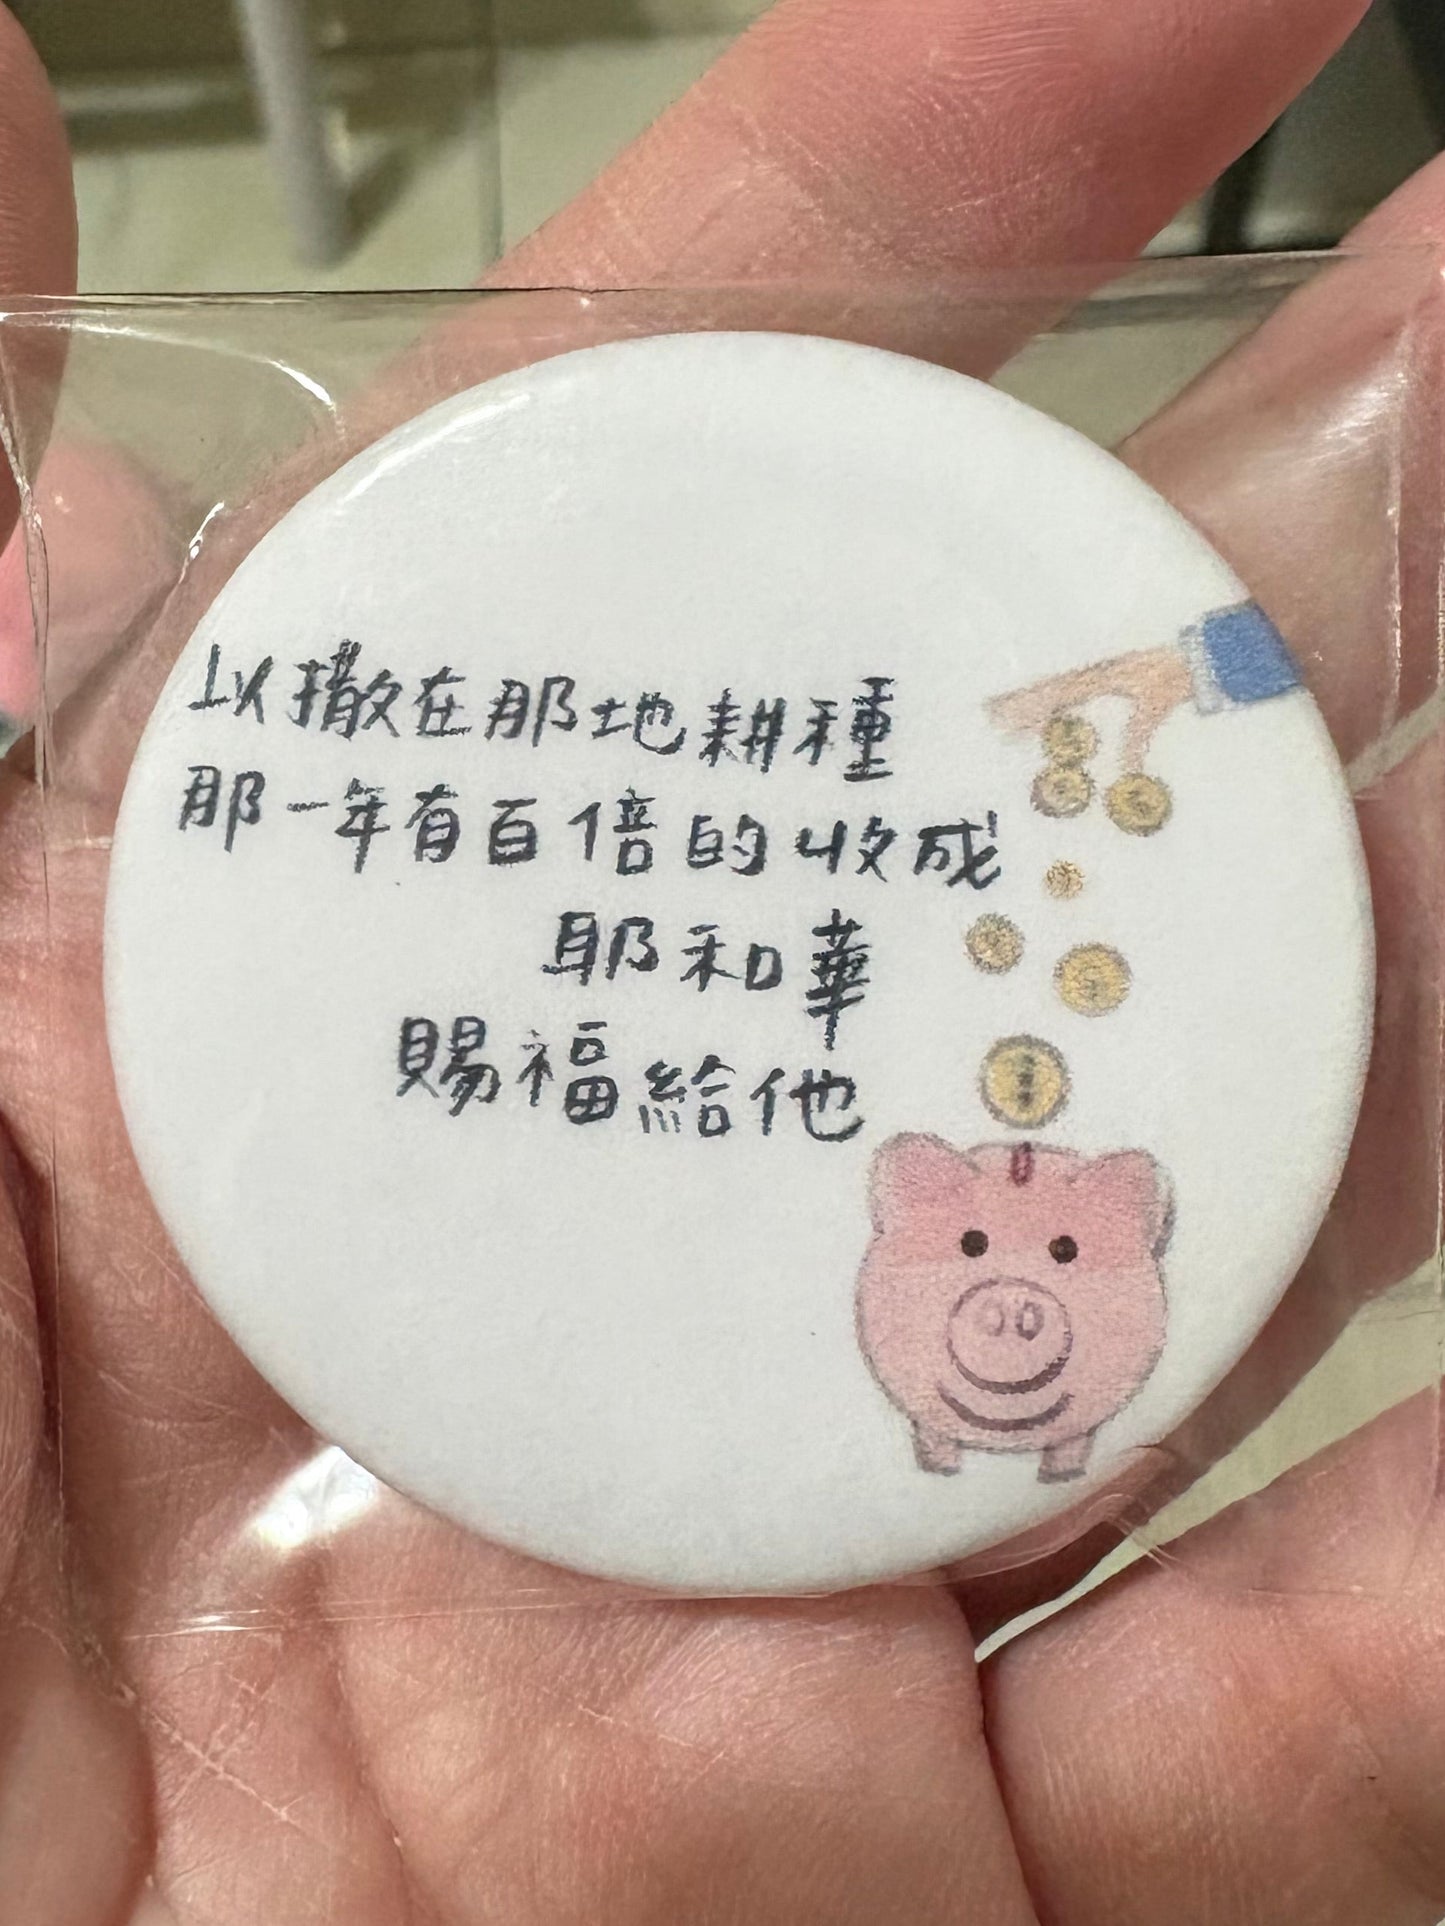 以撒在那地耕種
那一年有百倍的收成
耶和華
賜福給他